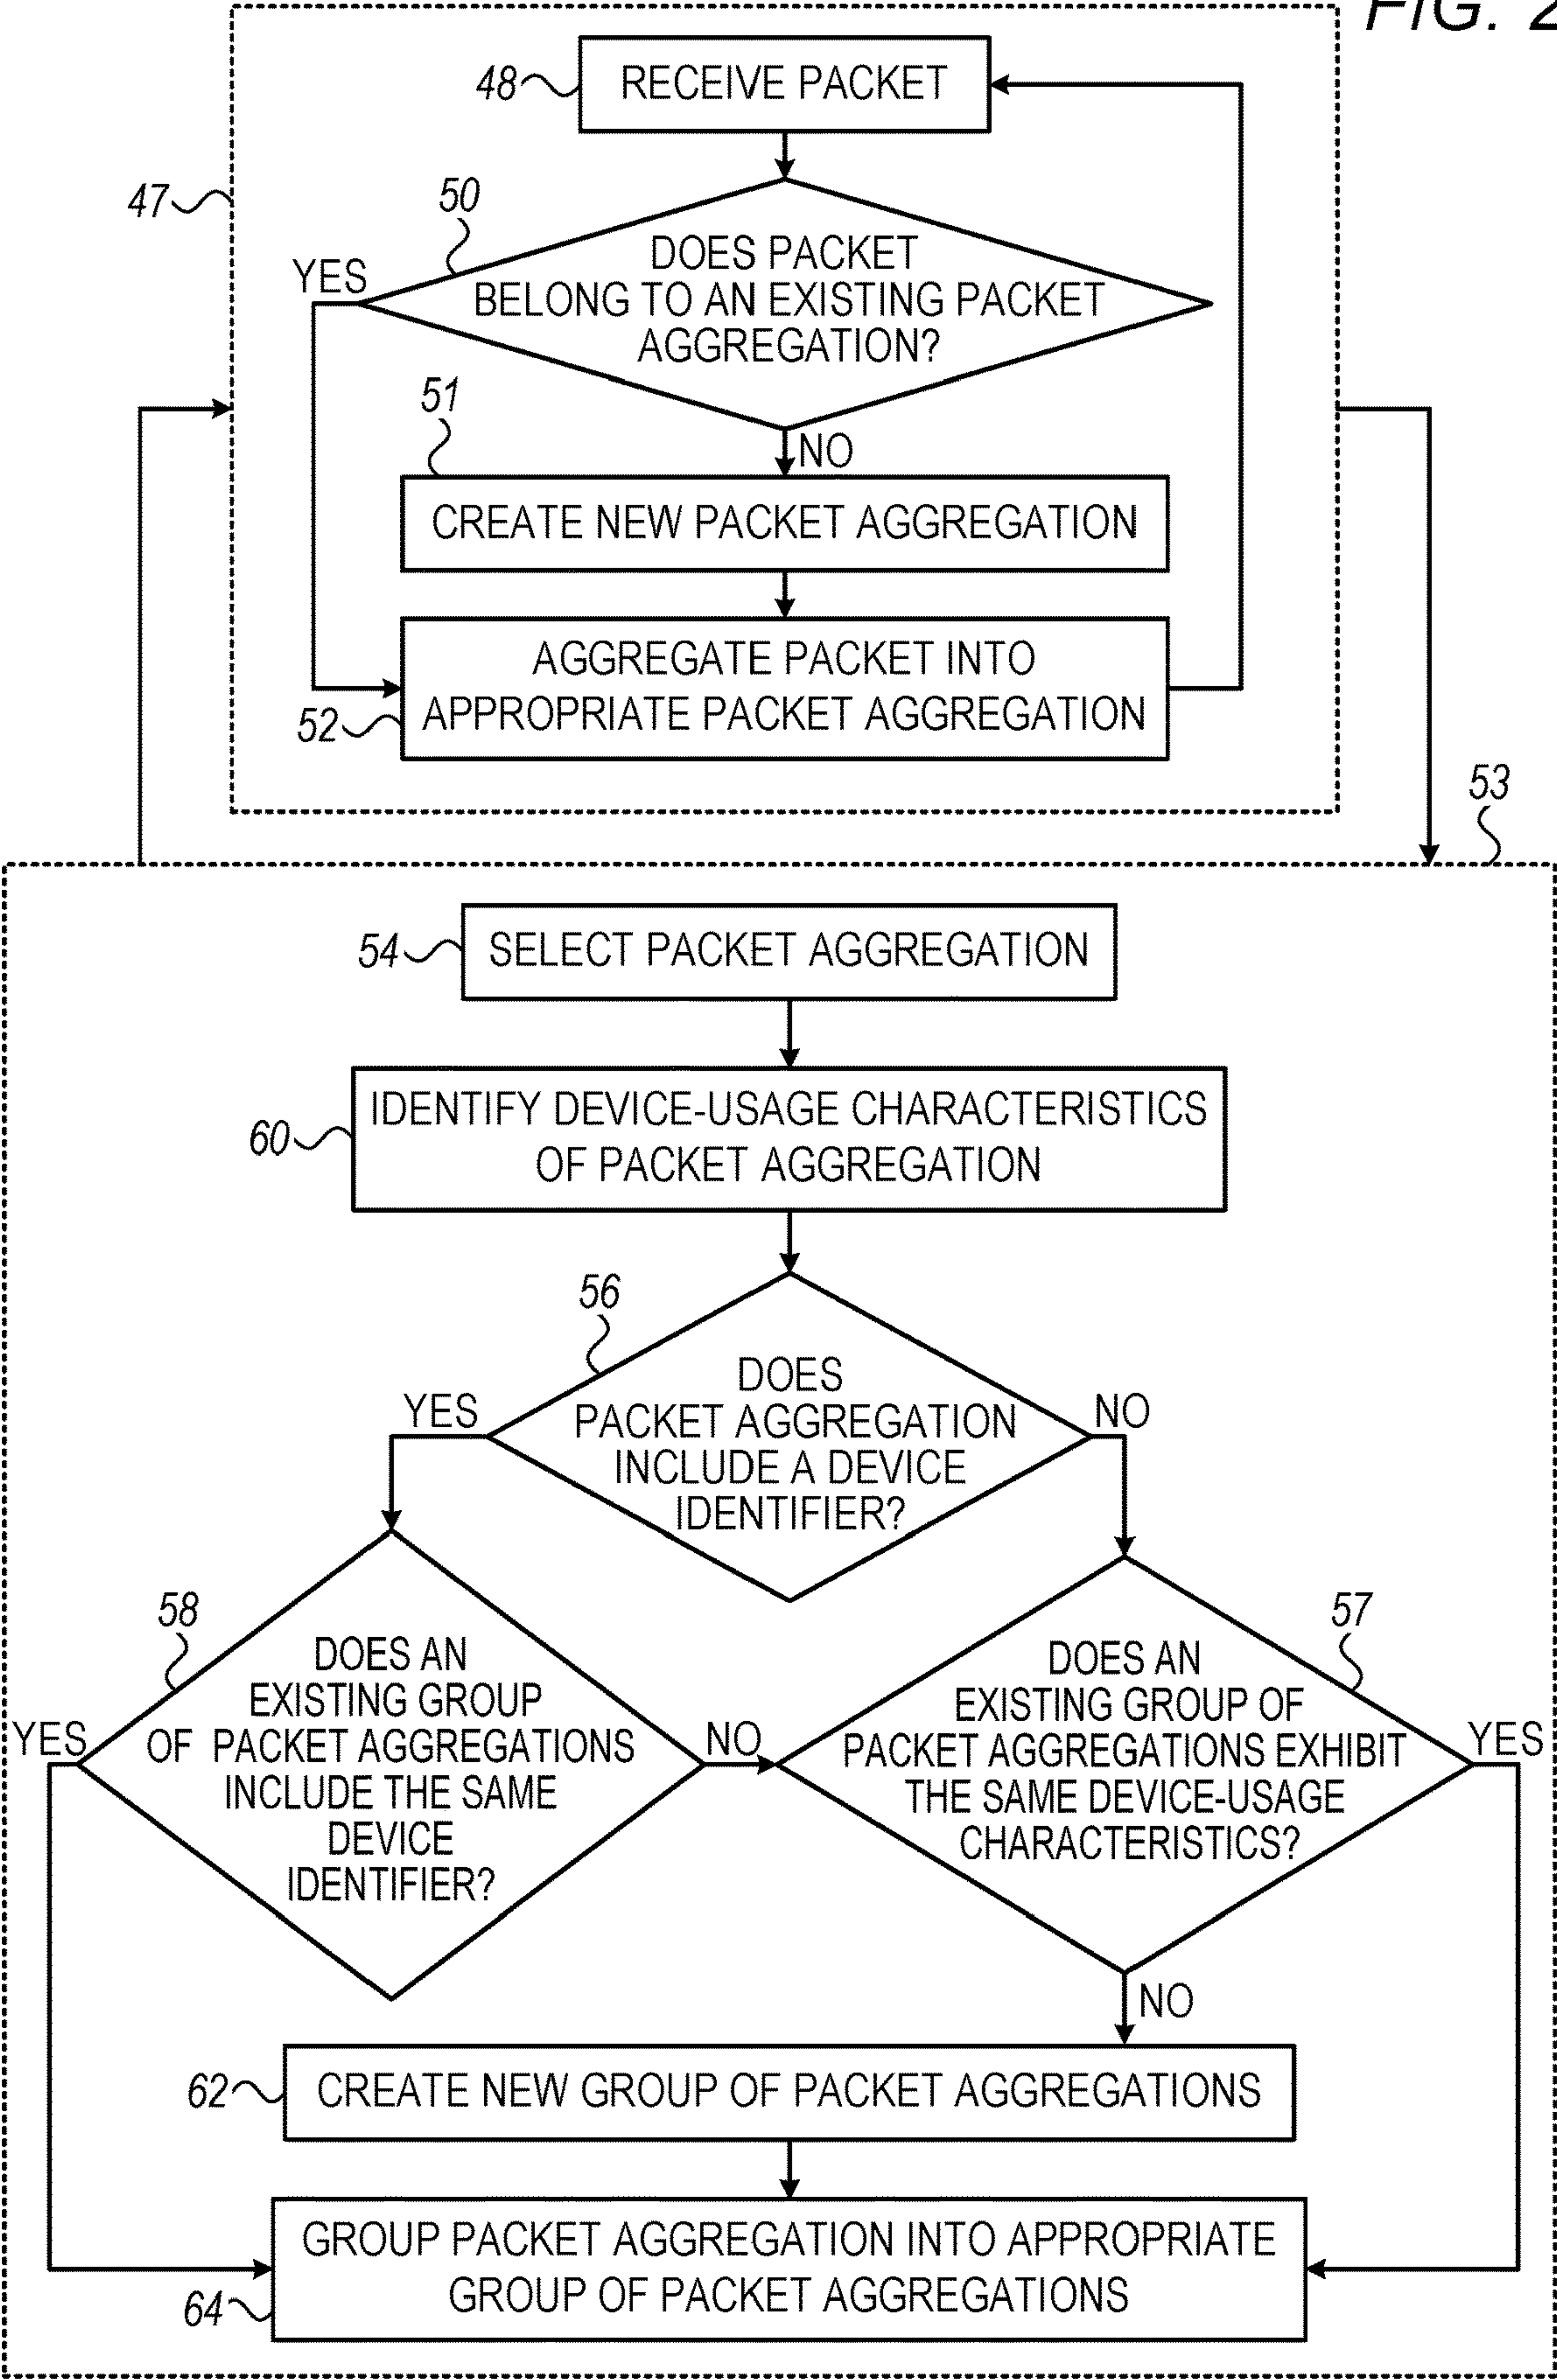 FIG. 2
48
RECEIVE PACKET
47
50
YES
DOES PACKET
BELONG TO AN EXISTING PACKET
AGGREGATION?
51
NO
CREATE NEW PACKET AGGREGATION
AGGREGATE PACKET INTO
APPROPRIATE PACKET AGGREGATION
52
53
54
SELECT PACKET AGGREGATION
60
IDENTIFY DEVICE-USAGE CHARACTERISTICS
OF PACKET AGGREGATION
56
YES
DOES
PACKET AGGREGATION
INCLUDE A DEVICE
IDENTIFIER?
NO
58
YES
DOES AN
EXISTING GROUP
OF PACKET AGGREGATIONS
INCLUDE THE SAME
DEVICE
IDENTIFIER?
NO
57
DOES AN
EXISTING GROUP OF
PACKET AGGREGATIONS EXHIBIT
THE SAME DEVICE-USAGE
CHARACTERISTICS?
YES
NO
62
CREATE NEW GROUP OF PACKET AGGREGATIONS
GROUP PACKET AGGREGATION INTO APPROPRIATE
GROUP OF PACKET AGGREGATIONS
64